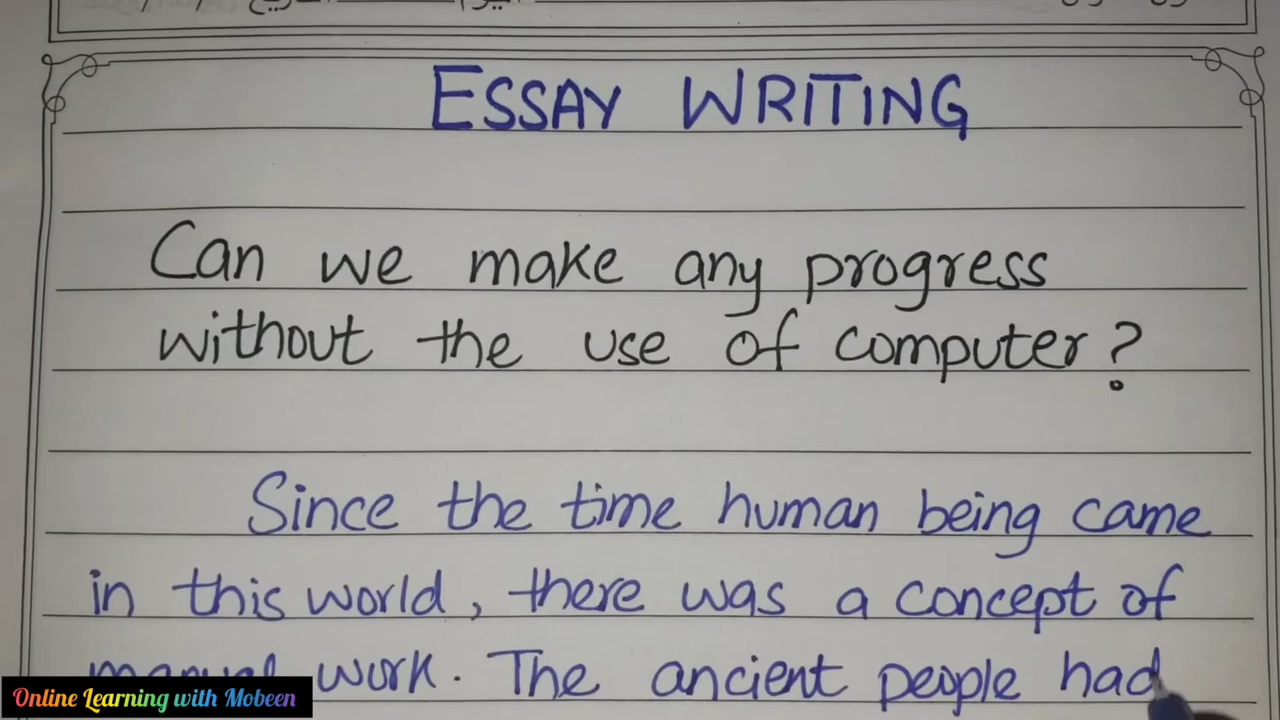 ESSAY WRITING
Can we make any progress
without the use of computer?
Since the time human being came
in this world, there was a concept of
manual work. The ancient people had
Online Learning with Mobeen